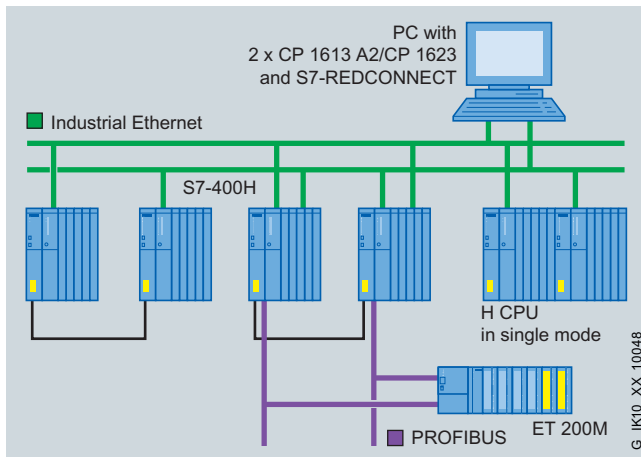 PC with
2 x CP 1613 A2/CP 1623
and S7-REDCONNECT
Industrial Ethernet
S7-400H
H CPU
in single mode
ET 200M
PROFIBUS
G_IK10_XX_10048